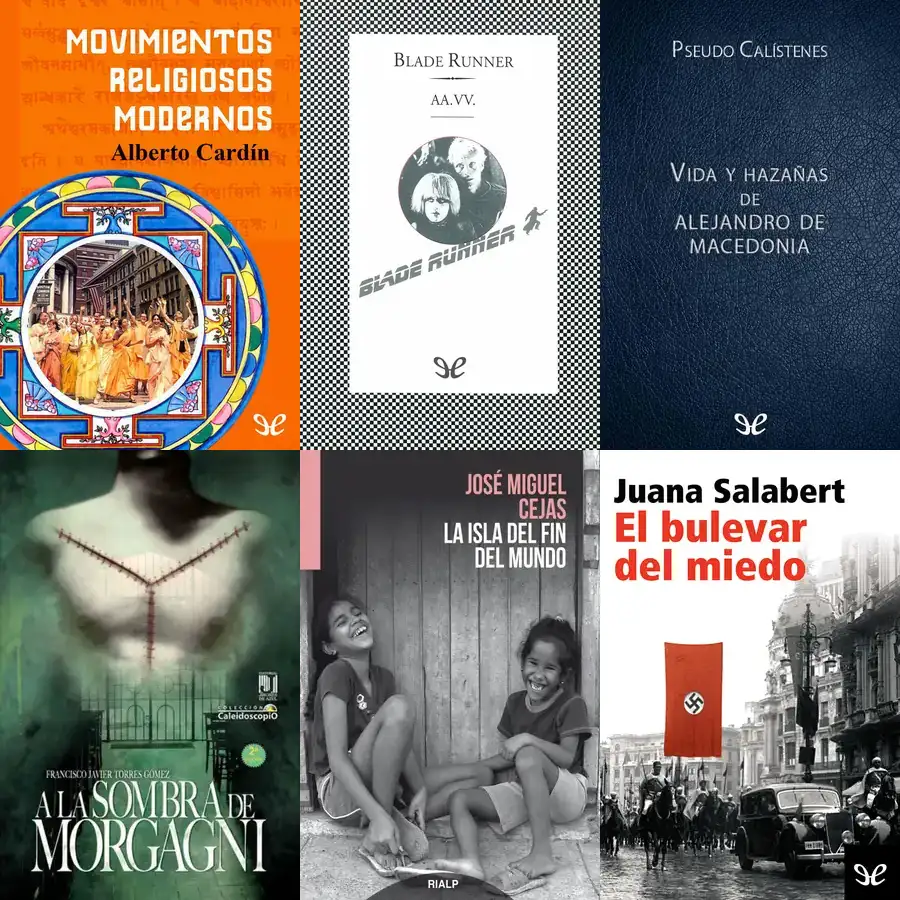 MOVIMIENTOS
RELIGIOSOS
MODERNOS
Alberto Cardín
BLADE RUNNER
AA.VV.
BLADE RUNNER
PSEUDO CALÍSTENES
VIDA Y HAZAÑAS
DE
ALEJANDRO DE
MACEDONIA
COLECCIÓN
CaleidoscopiO
FRANCISCO JAVIER TORRES GÓMEZ
A LA SOMBRA DE
MORGAGNI
JOSÉ MIGUEL
CEJAS
LA ISLA DEL FIN
DEL MUNDO
RIALP
Juana Salabert
El bulevar
del miedo